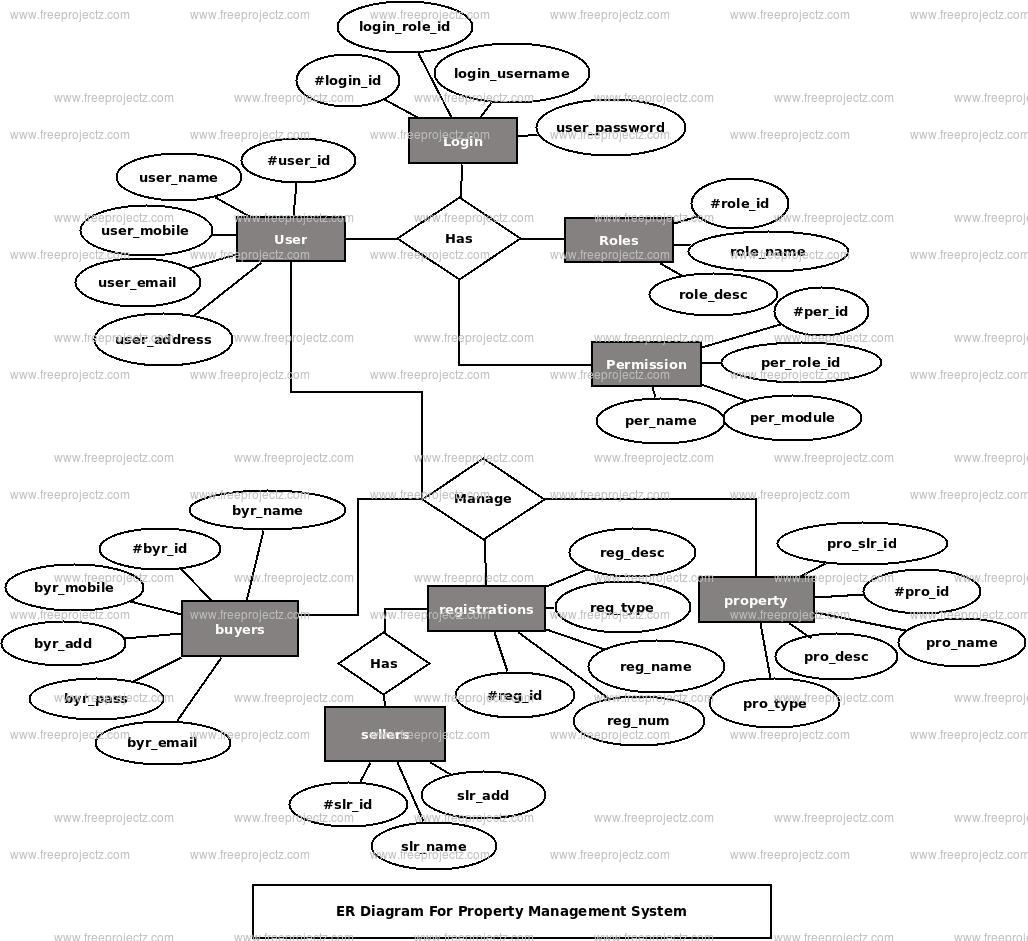 login_role_id
#login_id
login_username
user_password
Login
user_name
#user_id
user_mobile
user_email
user_address
User
Has
Roles
#role_id
role_name
role_desc
Permission
#per_id
per_role_id
per_module
per_name
Manage
byr_name
#byr_id
byr_mobile
byr_add
byr_pass
byr_email
buyers
registrations
reg_desc
reg_type
reg_name
#reg_id
reg_num
property
pro_slr_id
#pro_id
pro_name
pro_desc
pro_type
Has
sellers
#slr_id
slr_add
slr_name
ER Diagram For Property Management System
www.freeprojectz.com